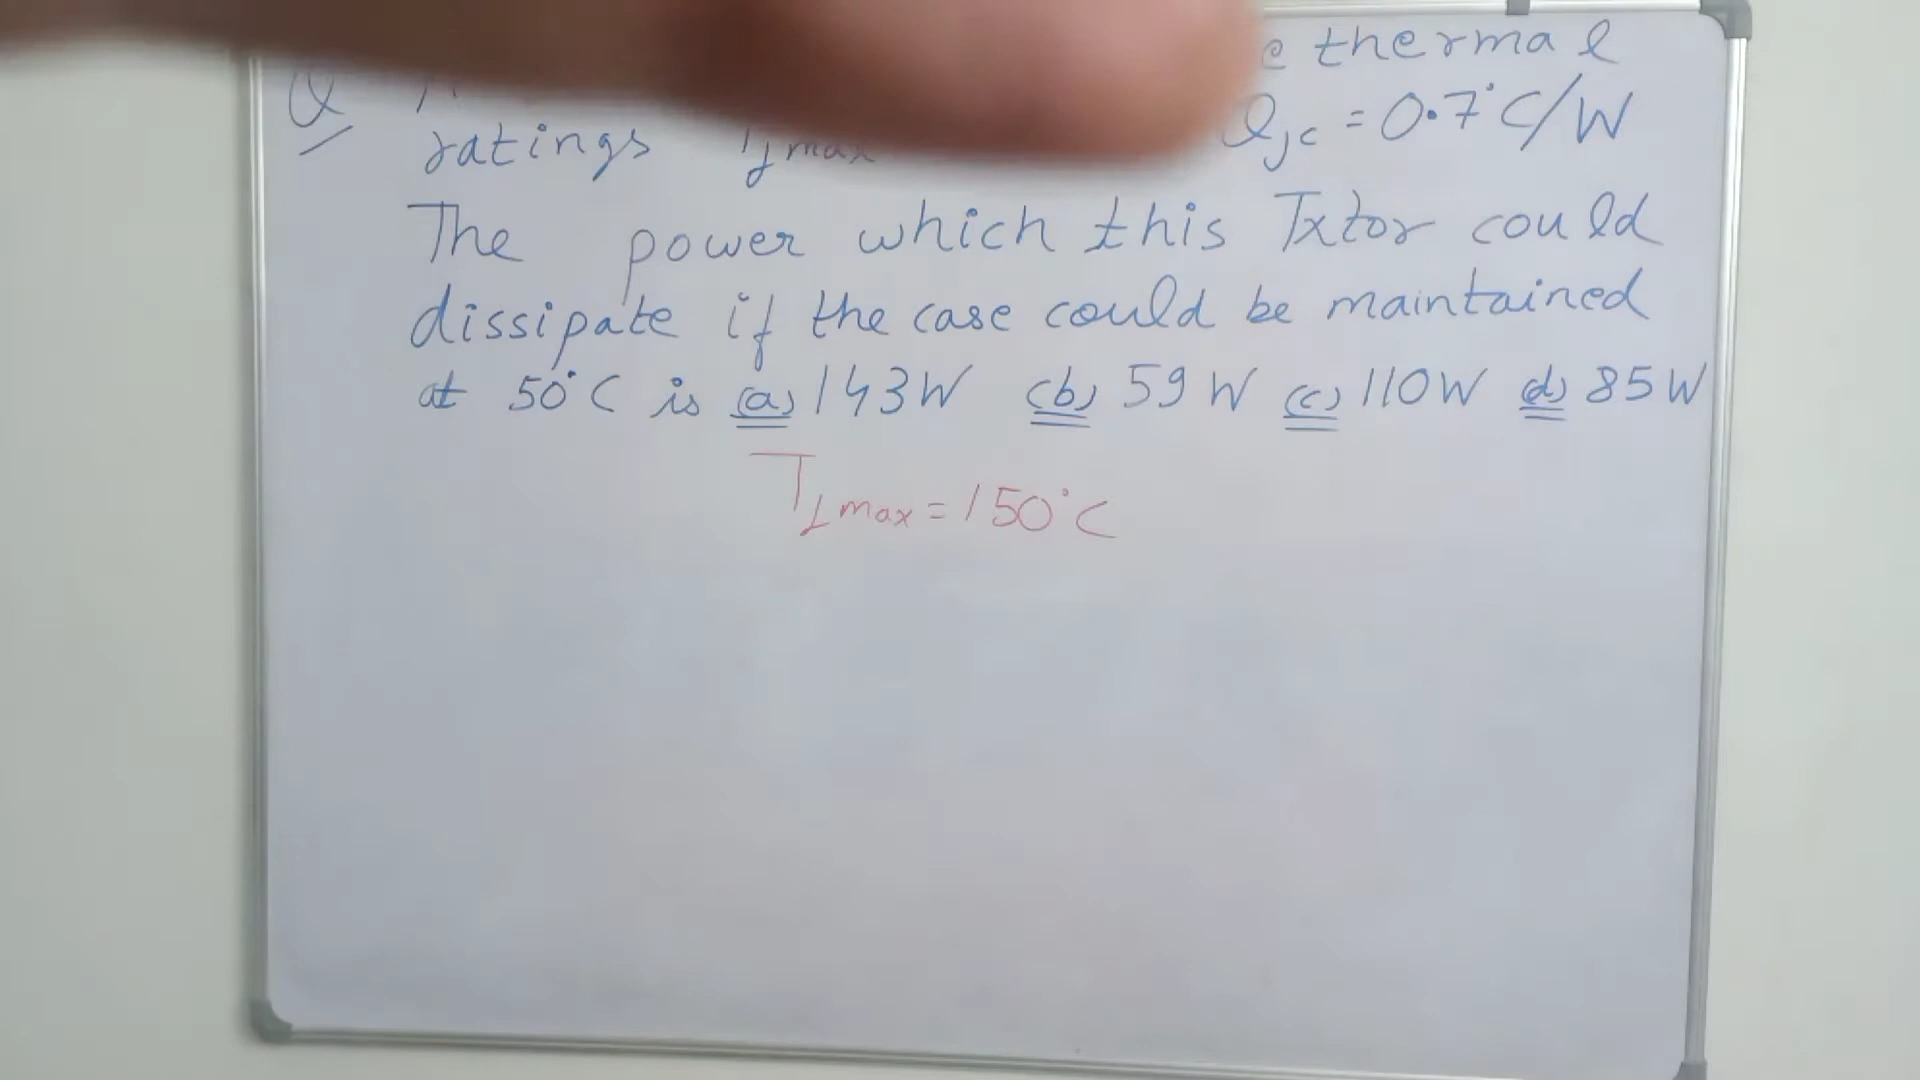 thermal
Q ratings Tjmax θjc = 0.7°C/W
The power which this Txtor could
dissipate if the case could be maintained
at 50°C is (a) 143W (b) 59W (c) 110W (d) 85W
Tjmax = 150°C